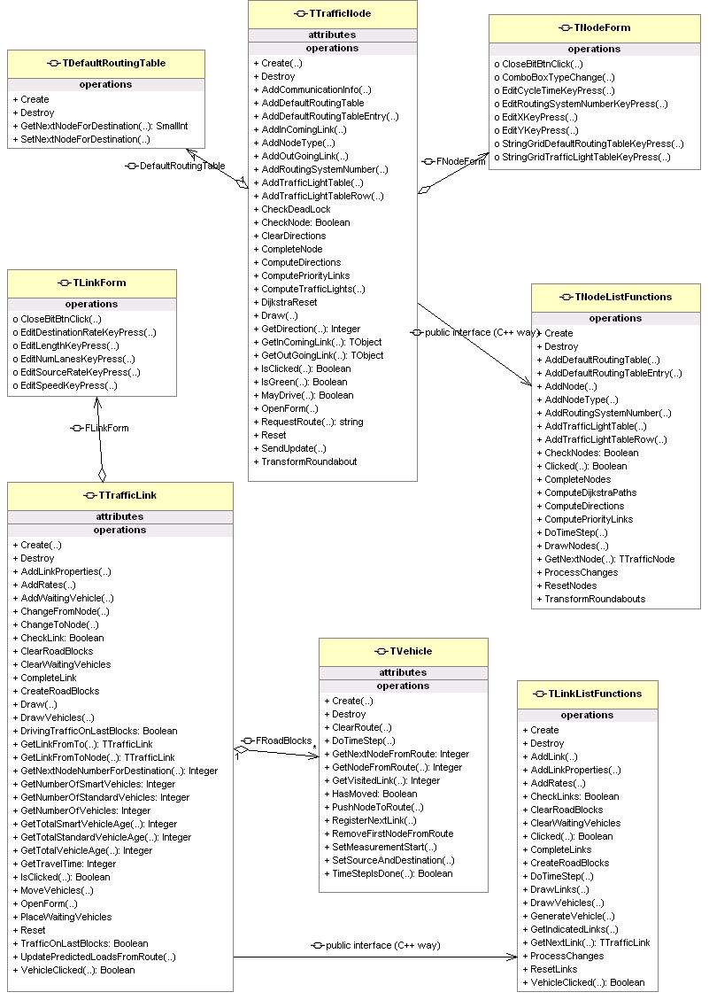 TTrafficNode
attributes
operations
+ Create(..)
+ Destroy
+ AddCommunicationInfo(..)
+ AddDefaultRoutingTable
+ AddDefaultRoutingTableEntry(..)
+ AddInComingLink(..)
+ AddNodeType(..)
+ AddOutGoingLink(..)
+ AddRoutingSystemNumber(..)
+ AddTrafficLightTable(..)
+ AddTrafficLightTableRow(..)
+ CheckDeadLock
+ CheckNode: Boolean
+ ClearDirections
+ CompleteNode
+ ComputeDirections
+ ComputePriorityLinks
+ ComputeTrafficLights(..)
+ DijkstraReset
+ Draw(..)
+ GetDirection(..): Integer
+ GetInComingLink(..): TObject
+ GetOutGoingLink(..): TObject
+ IsClicked(..): Boolean
+ IsGreen(..): Boolean
+ MayDrive(..): Boolean
+ OpenForm(..)
+ RequestRoute(..): string
+ Reset
+ SendUpdate(..)
+ TransformRoundabout
TNodeForm
operations
o CloseBitBtnClick(..)
o ComboBoxTypeChange(..)
o EditCycleTimeKeyPress(..)
o EditRoutingSystemNumberKeyPress(..)
o EditXKeyPress(..)
o EditYKeyPress(..)
o StringGridDefaultRoutingTableKeyPress(..)
o StringGridTrafficLightTableKeyPress(..)
TDefaultRoutingTable
operations
+ Create
+ Destroy
+ GetNextNodeForDestination(..): SmallInt
+ SetNextNodeForDestination(..)
DefaultRoutingTable
1
FNodeForm
TLinkForm
operations
o CloseBitBtnClick(..)
o EditDestinationRateKeyPress(..)
o EditLengthKeyPress(..)
o EditNumLanesKeyPress(..)
o EditSourceRateKeyPress(..)
o EditSpeedKeyPress(..)
FLinkForm
public interface (C++ way)
TNodeListFunctions
operations
+ Create
+ Destroy
+ AddDefaultRoutingTable(..)
+ AddDefaultRoutingTableEntry(..)
+ AddNode(..)
+ AddNodeType(..)
+ AddRoutingSystemNumber(..)
+ AddTrafficLightTable(..)
+ AddTrafficLightTableRow(..)
+ CheckNodes: Boolean
+ Clicked(..): Boolean
+ CompleteNodes
+ ComputeDijkstraPaths
+ ComputeDirections
+ ComputePriorityLinks
+ DoTimeStep(..)
+ DrawNodes(..)
+ GetNextNode(..): TTrafficNode
+ ProcessChanges
+ ResetNodes
+ TransformRoundabouts
TTrafficLink
attributes
operations
+ Create(..)
+ Destroy
+ AddLinkProperties(..)
+ AddRates(..)
+ AddWaitingVehicle(..)
+ ChangeFromNode(..)
+ ChangeToNode(..)
+ CheckLink: Boolean
+ ClearRoadBlocks
+ ClearWaitingVehicles
+ CompleteLink
+ CreateRoadBlocks
+ Draw(..)
+ DrawVehicles(..)
+ DrivingTrafficOnLastBlocks: Boolean
+ GetLinkFromTo(..): TTrafficLink
+ GetLinkFromToNode(..): TTrafficLink
+ GetNextNodeNumberForDestination(..): Integer
+ GetNumberOfSmartVehicles: Integer
+ GetNumberOfStandardVehicles: Integer
+ GetNumberOfVehicles: Integer
+ GetTotalSmartVehicleAge(..): Integer
+ GetTotalStandardVehicleAge(..): Integer
+ GetTotalVehicleAge(..): Integer
+ GetTravelTime: Integer
+ IsClicked(..): Boolean
+ MoveVehicles(..)
+ OpenForm(..)
+ PlaceWaitingVehicles
+ Reset
+ TrafficOnLastBlocks: Boolean
+ UpdatePredictedLoadsFromRoute(..)
+ VehicleClicked(..): Boolean
FRoadBlocks
1
*
TVehicle
attributes
operations
+ Create(..)
+ Destroy
+ ClearRoute(..)
+ DoTimeStep(..)
+ GetNextNodeFromRoute: Integer
+ GetNodeFromRoute(..): Integer
+ GetVisitedLink(..): Integer
+ HasMoved: Boolean
+ PushNodeToRoute(..)
+ RegisterNextLink(..)
+ RemoveFirstNodeFromRoute
+ SetMeasurementStart(..)
+ SetSourceAndDestination(..)
+ TimeStepIsDone(..): Boolean
public interface (C++ way)
TLinkListFunctions
operations
+ Create
+ Destroy
+ AddLink(..)
+ AddLinkProperties(..)
+ AddRates(..)
+ CheckLinks: Boolean
+ ClearRoadBlocks
+ ClearWaitingVehicles
+ Clicked(..): Boolean
+ CompleteLinks
+ CreateRoadBlocks
+ DoTimeStep(..)
+ DrawLinks(..)
+ DrawVehicles(..)
+ GenerateVehicle(..)
+ GetIndicatedLinks(..)
+ GetNextLink(..): TTrafficLink
+ ProcessChanges
+ ResetLinks
+ VehicleClicked(..): Boolean